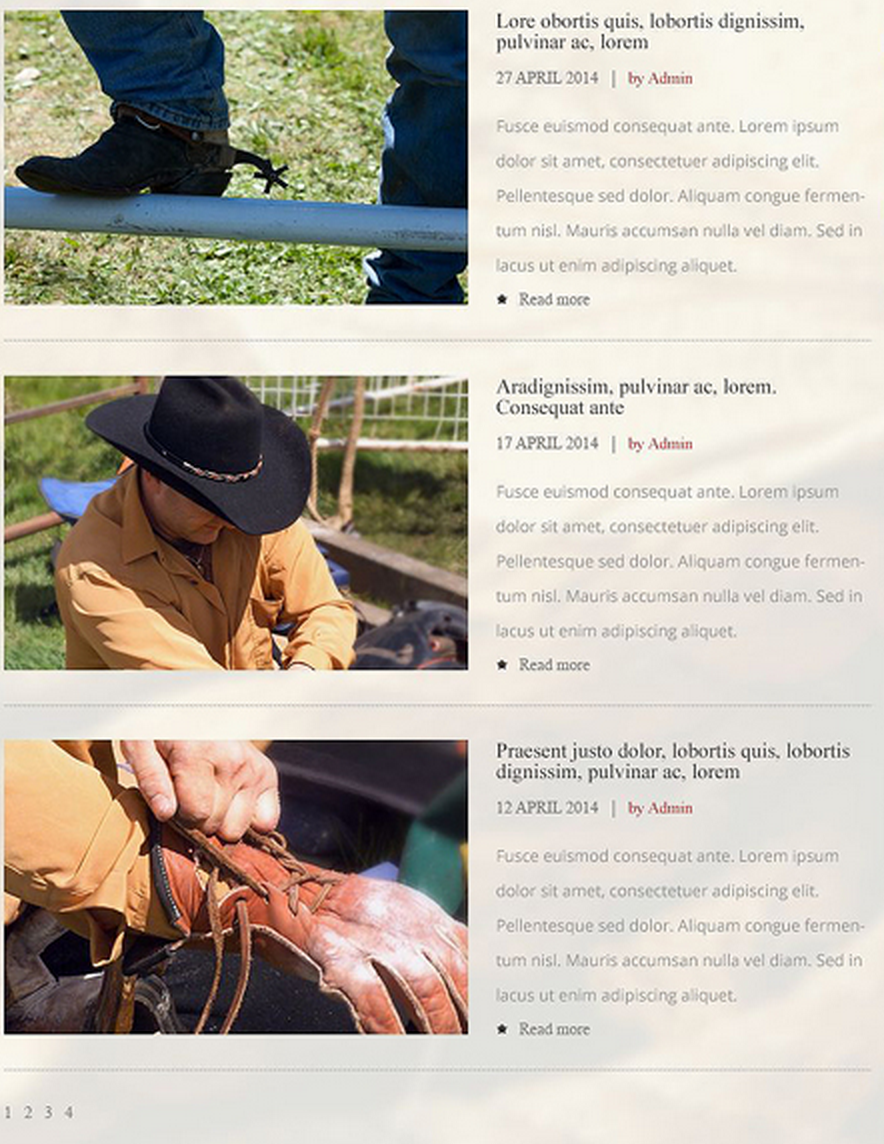 Lore obortis quis, lobortis dignissim,
pulvinar ac, lorem
27 APRIL 2014 | by Admin
Fusce euismod consequat ante. Lorem ipsum
dolor sit amet, consectetuer adipiscing elit.
Pellentesque sed dolor. Aliquam congue fermen-
tum nisl. Mauris accumsan nulla vel diam. Sed in
lacus ut enim adipiscing aliquet.
Read more
Aradignissim, pulvinar ac, lorem.
Consequat ante
17 APRIL 2014 | by Admin
Fusce euismod consequat ante. Lorem ipsum
dolor sit amet, consectetuer adipiscing elit.
Pellentesque sed dolor. Aliquam congue fermen-
tum nisl. Mauris accumsan nulla vel diam. Sed in
lacus ut enim adipiscing aliquet.
Read more
Praesent justo dolor, lobortis quis, lobortis
dignissim, pulvinar ac, lorem
12 APRIL 2014 | by Admin
Fusce euismod consequat ante. Lorem ipsum
dolor sit amet, consectetuer adipiscing elit.
Pellentesque sed dolor. Aliquam congue fermen-
tum nisl. Mauris accumsan nulla vel diam. Sed in
lacus ut enim adipiscing aliquet.
Read more
1 2 3 4